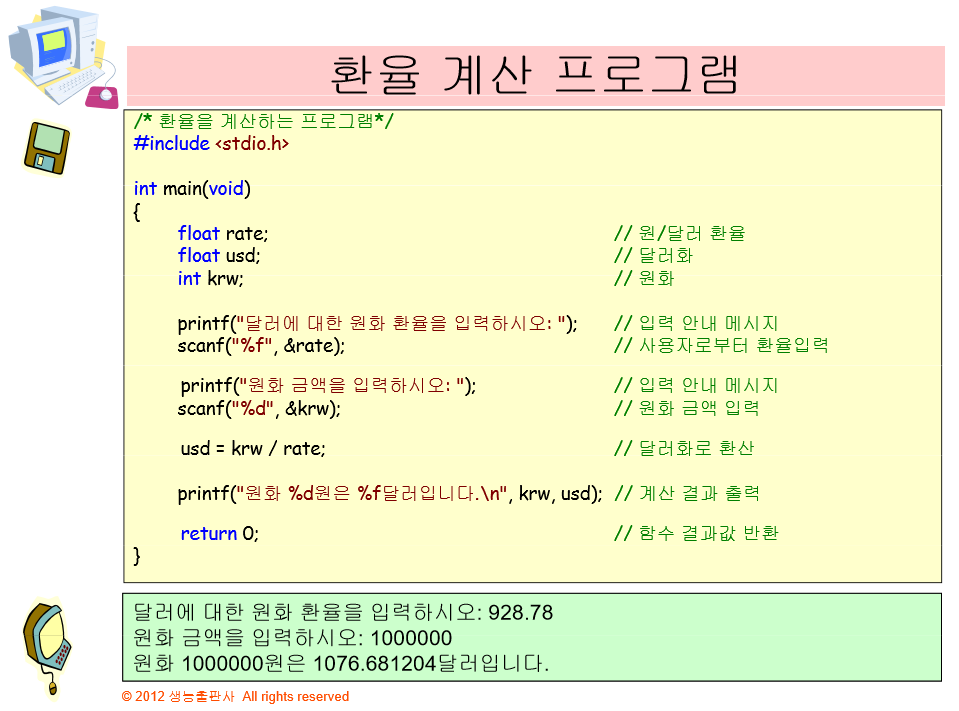 환율 계산 프로그램
/* 환율을 계산하는 프로그램*/
#include <stdio.h>
int main(void)
{
float rate; // 원/달러 환율
float usd; // 달러화
int krw; // 원화
printf("달러에 대한 원화 환율을 입력하시오: "); // 입력 안내 메시지
scanf("%f", &rate); // 사용자로부터 환율입력
printf("원화 금액을 입력하시오: "); // 입력 안내 메시지
scanf("%d", &krw); // 원화 금액 입력
usd = krw / rate; // 달러화로 환산
printf("원화 %d원은 %f달러입니다.\n", krw, usd); // 계산 결과 출력
return 0; // 함수 결과값 반환
}
달러에 대한 원화 환율을 입력하시오: 928.78
원화 금액을 입력하시오: 1000000
원화 1000000원은 1076.681204달러입니다.
© 2012 생능출판사 All rights reserved